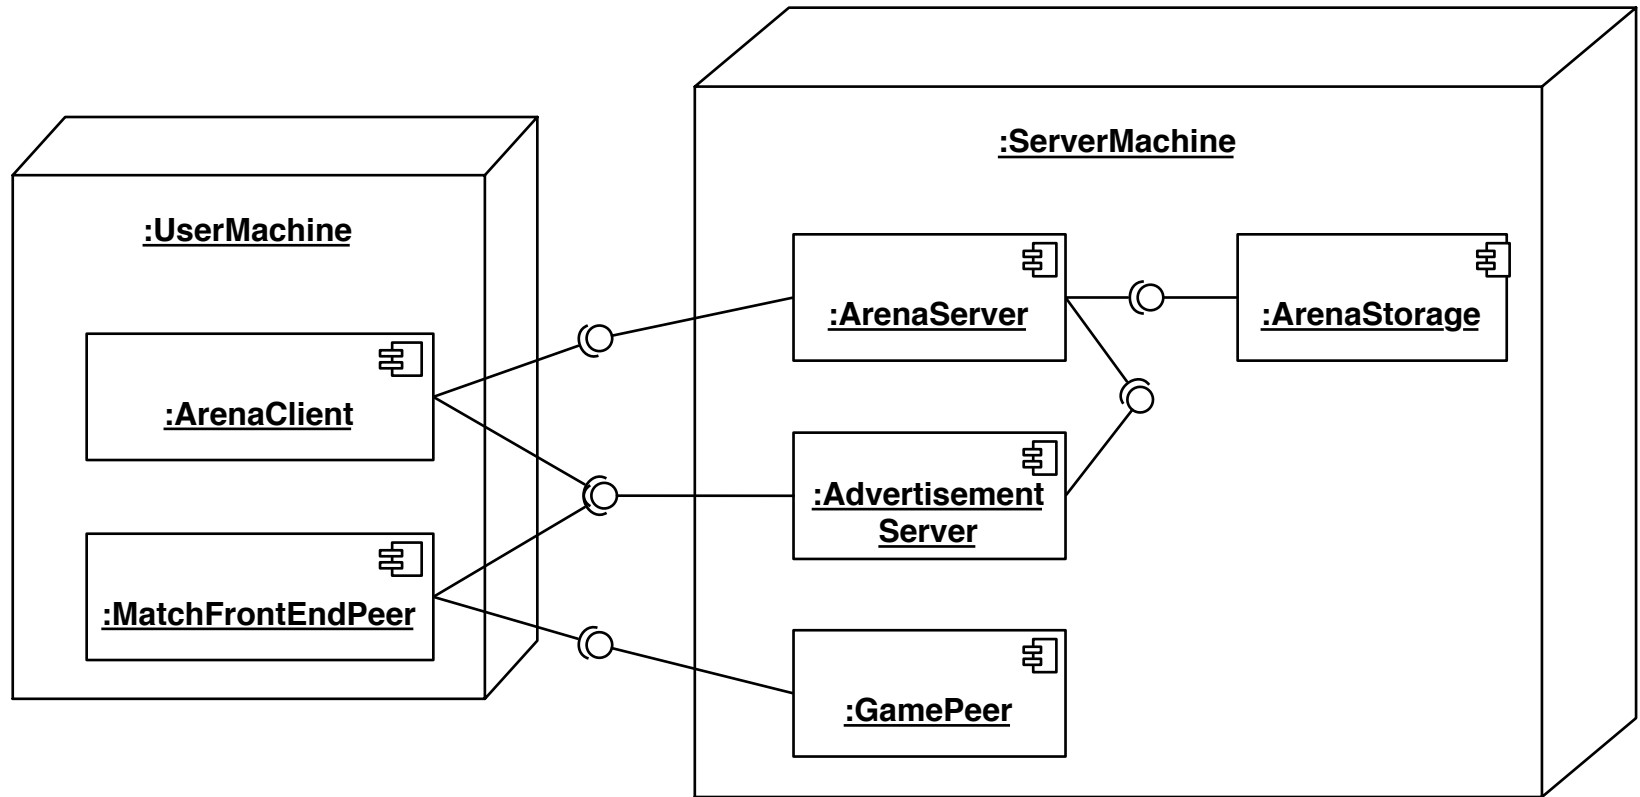 :UserMachine
:ArenaClient
:MatchFrontEndPeer
:ServerMachine
:ArenaServer
:ArenaStorage
:Advertisement
Server
:GamePeer